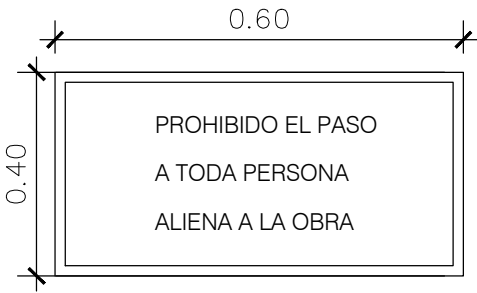 0.60
0.40
PROHIBIDO EL PASO
A TODA PERSONA
ALIENA A LA OBRA